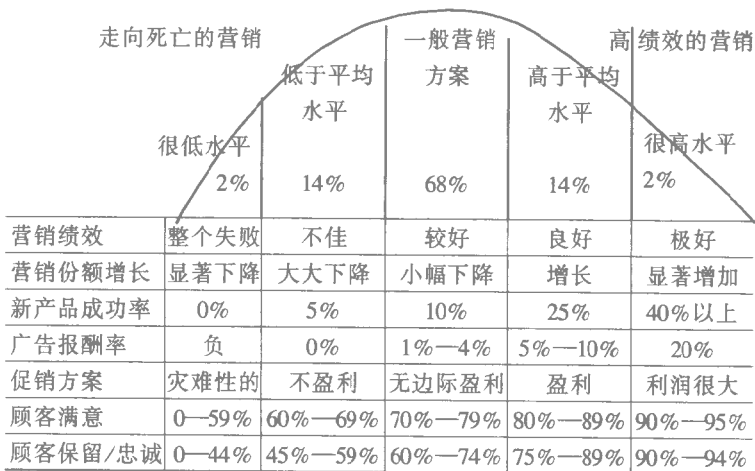 走向死亡的营销 一般营销 高绩效的营销
低于平均 方案 高于平均
水平 水平
很低水平 很高水平
2% 14% 68% 14% 2%
营销绩效 整个失败 不佳 较好 良好 极好
营销份额增长 显著下降 大大下降 小幅下降 增长 显著增加
新产品成功率 0% 5% 10% 25% 40%以上
广告报酬率 负 0% 1%—4% 5%—10% 20%
促销方案 灾难性的 不盈利 无边际盈利 盈利 利润很大
顾客满意 0—59% 60%—69% 70%—79% 80%—89% 90%—95%
顾客保留/忠诚 0—44% 45%—59% 60%—74% 75%—89% 90%—94%